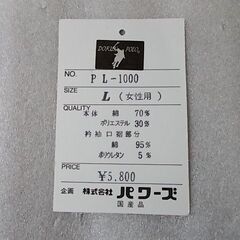 NO.
PL-1000
SIZE
L (女性用)
QUALITY
本体 綿 70%
ポリエステル 30%
衿袖口裾部分
綿 95%
ポリウレタン 5%
PRICE
¥5.800
企画 株式会社 パワーズ
国産品